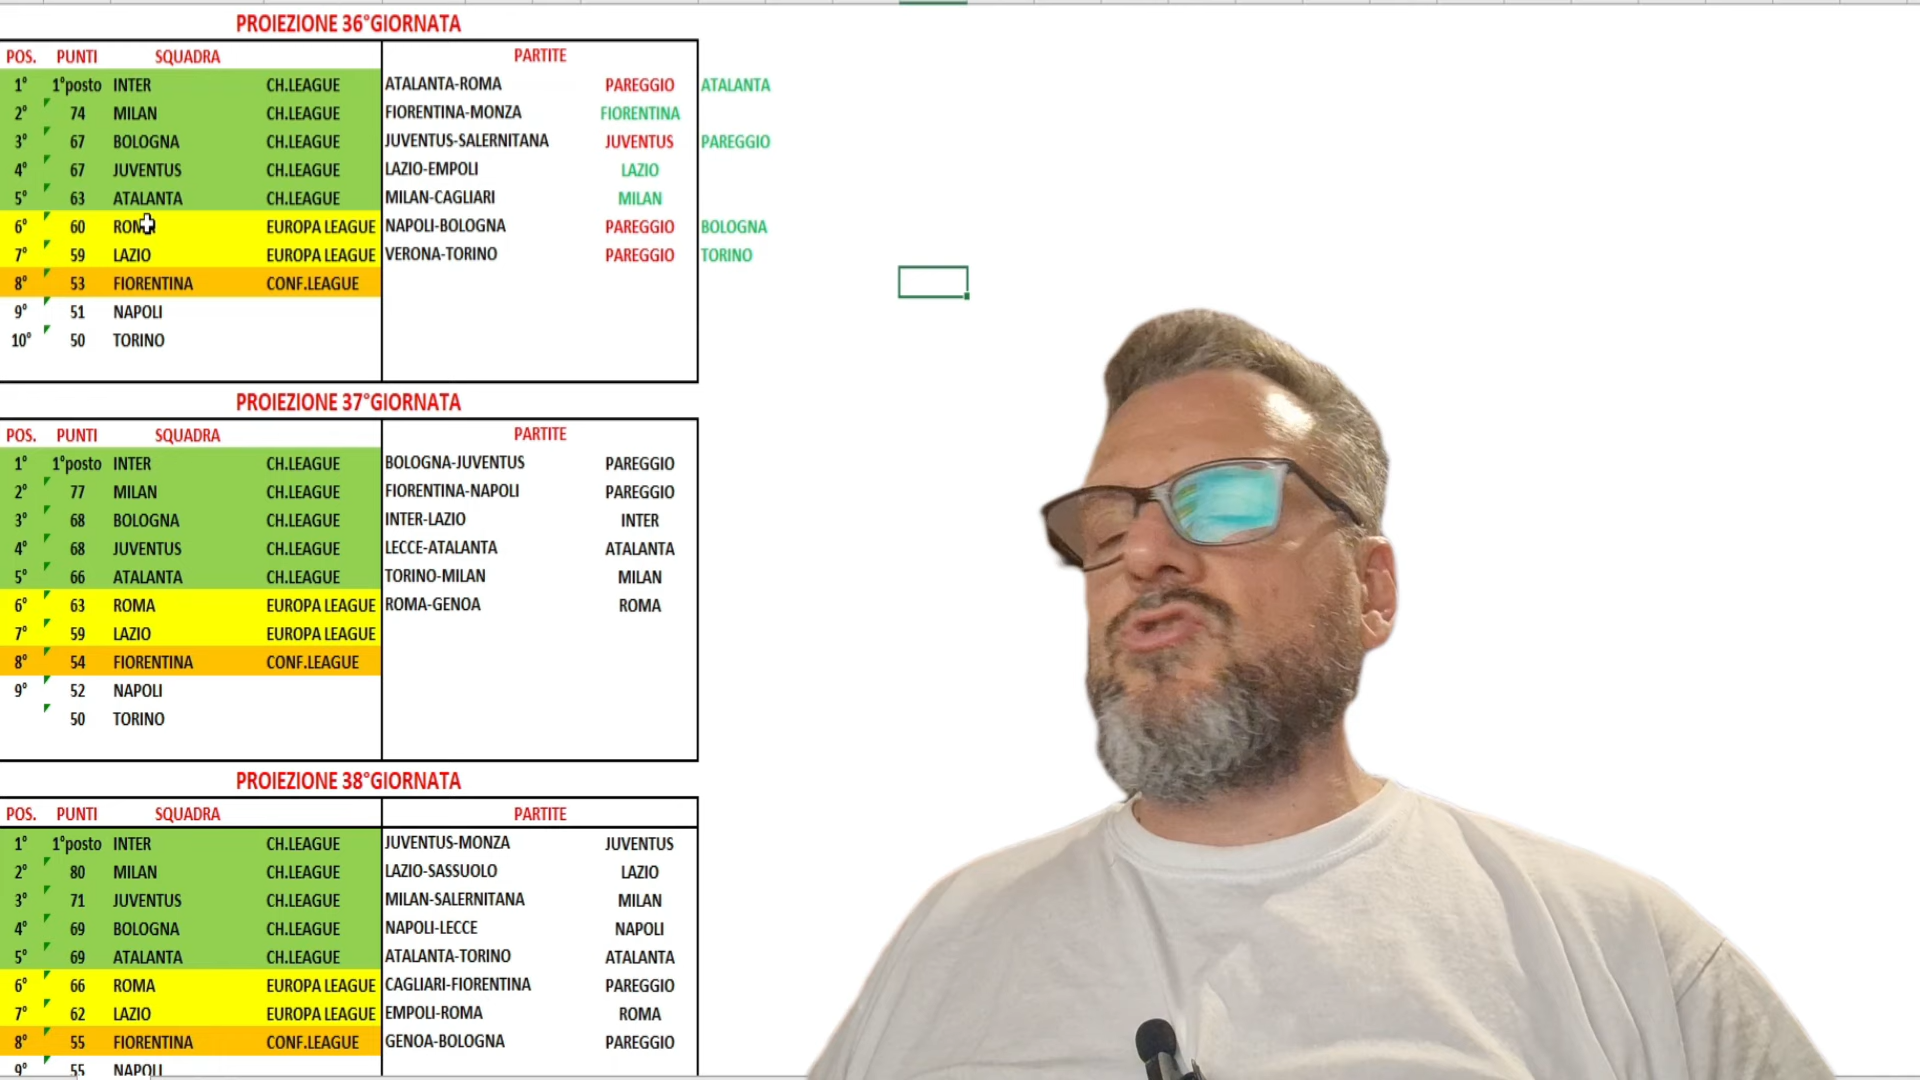 PROIEZIONE 36°GIORNATA
POS. PUNTI SQUADRA PARTITE
1° 1°posto INTER CH.LEAGUE ATALANTA-ROMA PAREGGIO ATALANTA
2° 74 MILAN CH.LEAGUE FIORENTINA-MONZA FIORENTINA
3° 67 BOLOGNA CH.LEAGUE JUVENTUS-SALERNITANA JUVENTUS PAREGGIO
4° 67 JUVENTUS CH.LEAGUE LAZIO-EMPOLI LAZIO
5° 63 ATALANTA CH.LEAGUE MILAN-CAGLIARI MILAN
6° 60 ROMA EUROPA LEAGUE NAPOLI-BOLOGNA PAREGGIO BOLOGNA
7° 59 LAZIO EUROPA LEAGUE VERONA-TORINO PAREGGIO TORINO
8° 53 FIORENTINA CONF.LEAGUE
9° 51 NAPOLI
10° 50 TORINO
PROIEZIONE 37°GIORNATA
POS. PUNTI SQUADRA PARTITE
1° 1°posto INTER CH.LEAGUE BOLOGNA-JUVENTUS PAREGGIO
2° 77 MILAN CH.LEAGUE FIORENTINA-NAPOLI PAREGGIO
3° 68 BOLOGNA CH.LEAGUE INTER-LAZIO INTER
4° 68 JUVENTUS CH.LEAGUE LECCE-ATALANTA ATALANTA
5° 66 ATALANTA CH.LEAGUE TORINO-MILAN MILAN
6° 63 ROMA EUROPA LEAGUE ROMA-GENOA ROMA
7° 59 LAZIO EUROPA LEAGUE
8° 54 FIORENTINA CONF.LEAGUE
9° 52 NAPOLI
50 TORINO
PROIEZIONE 38°GIORNATA
POS. PUNTI SQUADRA PARTITE
1° 1°posto INTER CH.LEAGUE JUVENTUS-MONZA JUVENTUS
2° 80 MILAN CH.LEAGUE LAZIO-SASSUOLO LAZIO
3° 71 JUVENTUS CH.LEAGUE MILAN-SALERNITANA MILAN
4° 69 BOLOGNA CH.LEAGUE NAPOLI-LECCE NAPOLI
5° 69 ATALANTA CH.LEAGUE ATALANTA-TORINO ATALANTA
6° 66 ROMA EUROPA LEAGUE CAGLIARI-FIORENTINA PAREGGIO
7° 62 LAZIO EUROPA LEAGUE EMPOLI-ROMA ROMA
8° 55 FIORENTINA CONF.LEAGUE GENOA-BOLOGNA PAREGGIO
9° 55 NAPOLI